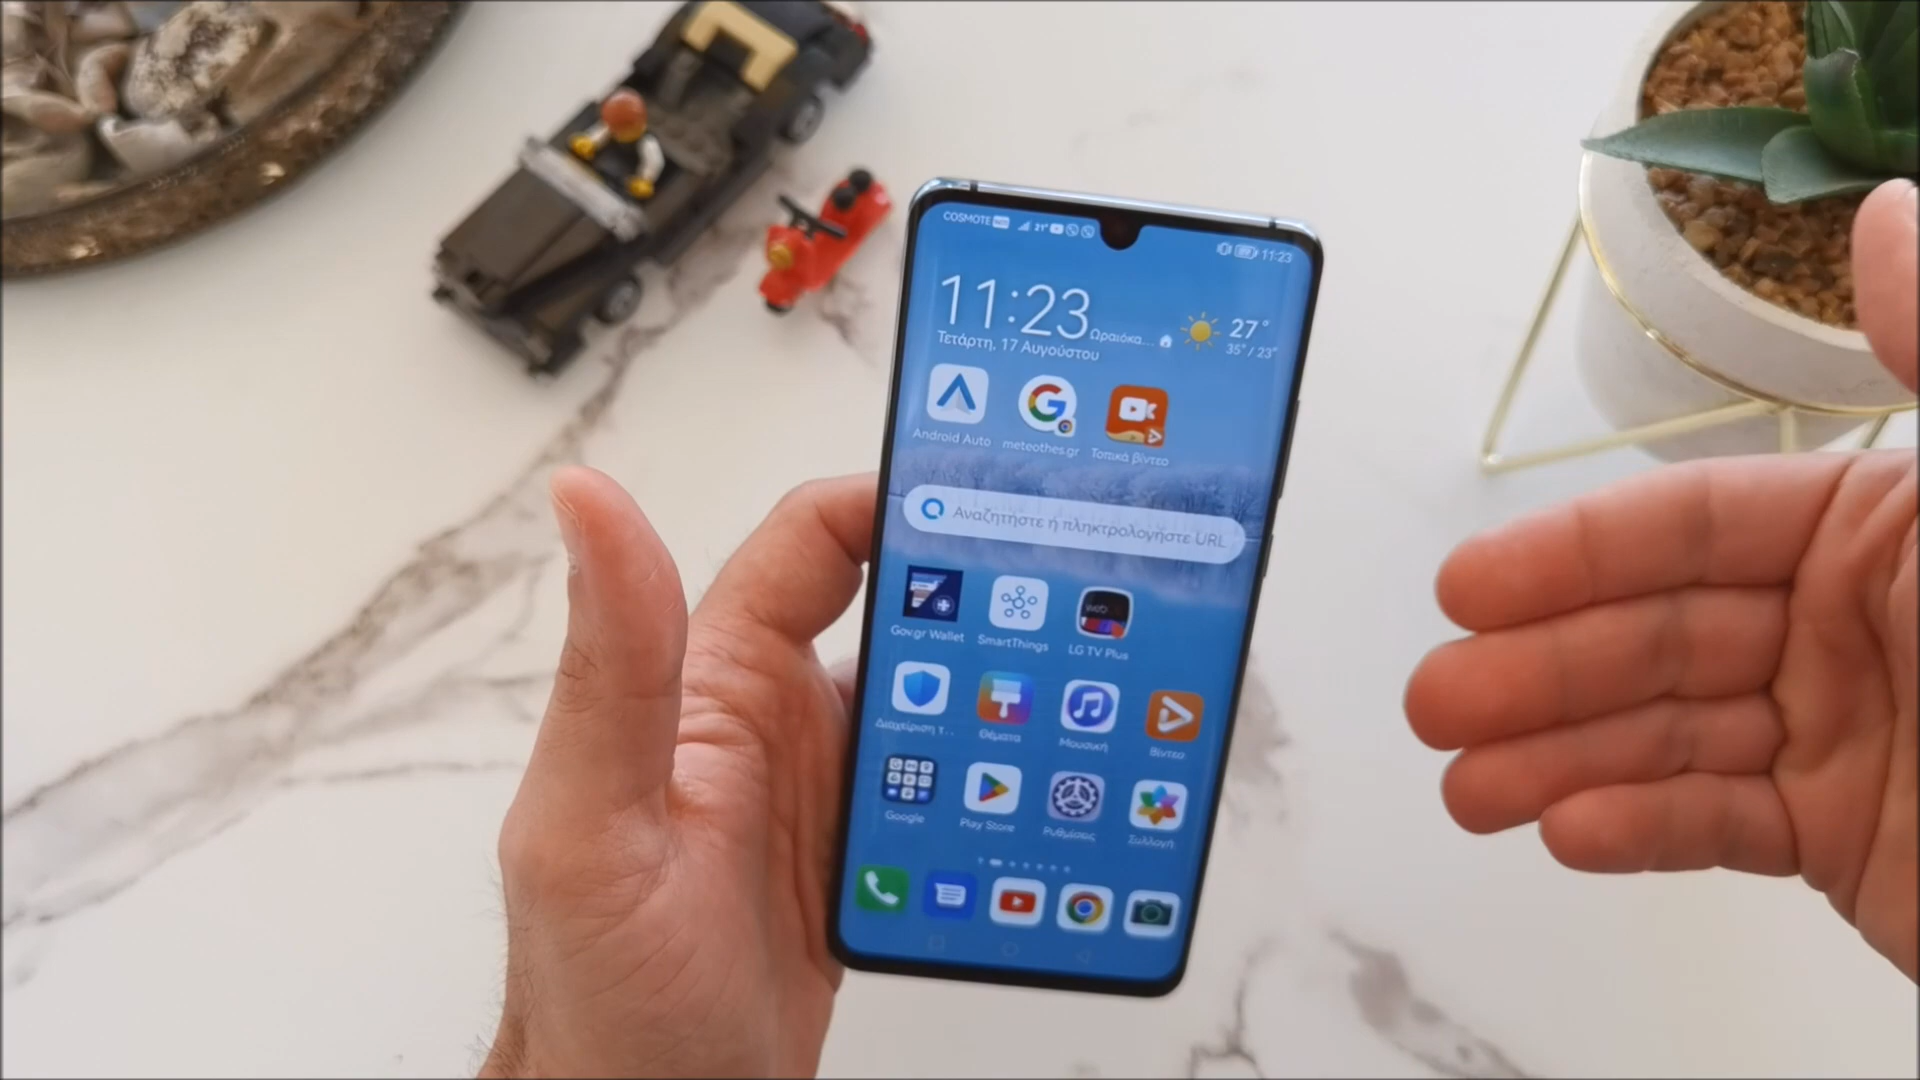 COSMOTE
21°
11:23
11:23
Ωραιόκα...
27°
Τετάρτη, 17 Αυγούστου
35° / 23°
Android Auto
meteothes.gr
Τοπικά βίντεο
Αναζητήστε ή πληκτρολογήστε URL
Gov.gr Wallet
SmartThings
LG TV Plus
Διαχείριση τ...
Θέματα
Μουσική
Βίντεο
Google
Play Store
Ρυθμίσεις
Συλλογή